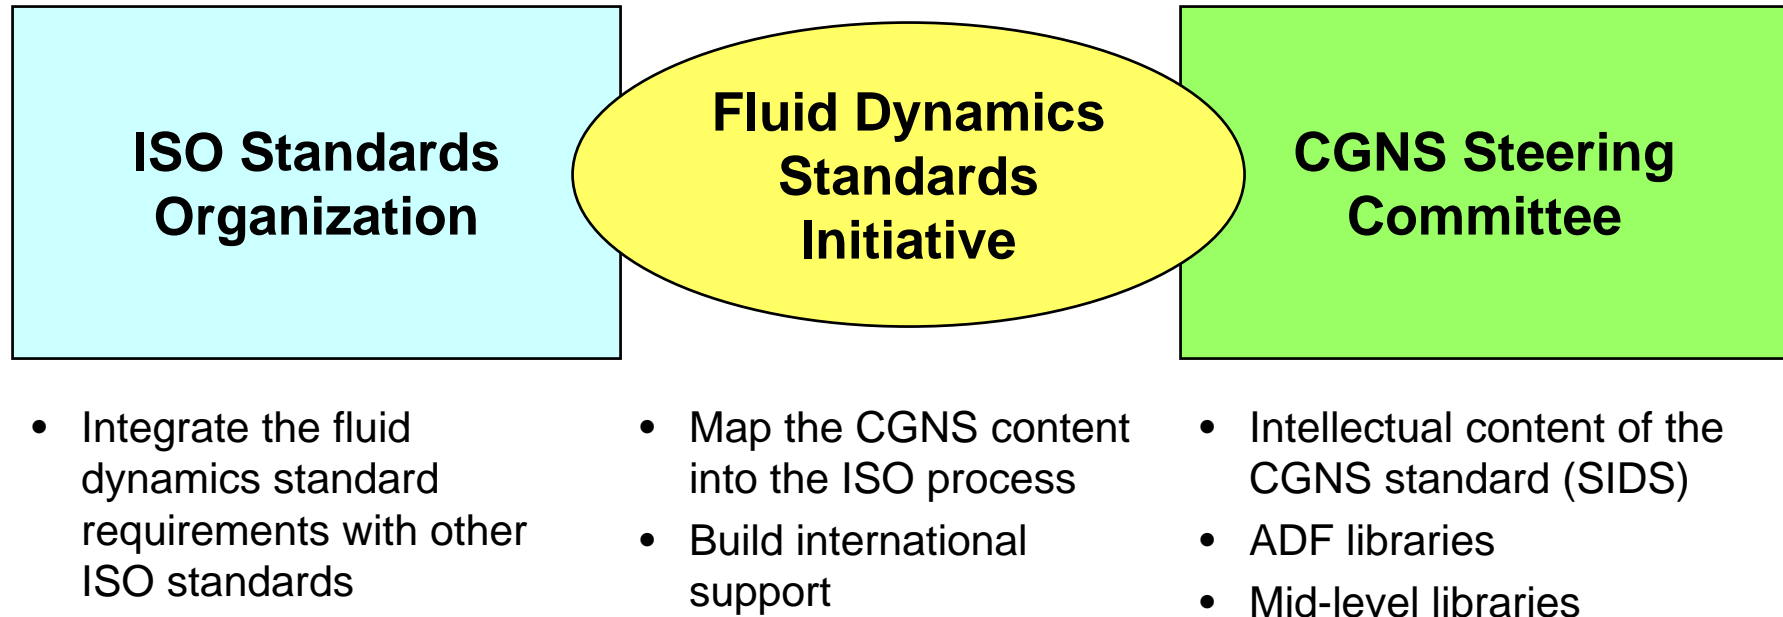 ISO Standards
Organization
Fluid Dynamics
Standards
Initiative
CGNS Steering
Committee
• Integrate the fluid
dynamics standard
requirements with other
ISO standards
• Map the CGNS content
into the ISO process
• Build international
support
• Intellectual content of the
CGNS standard (SIDS)
• ADF libraries
• Mid-level libraries